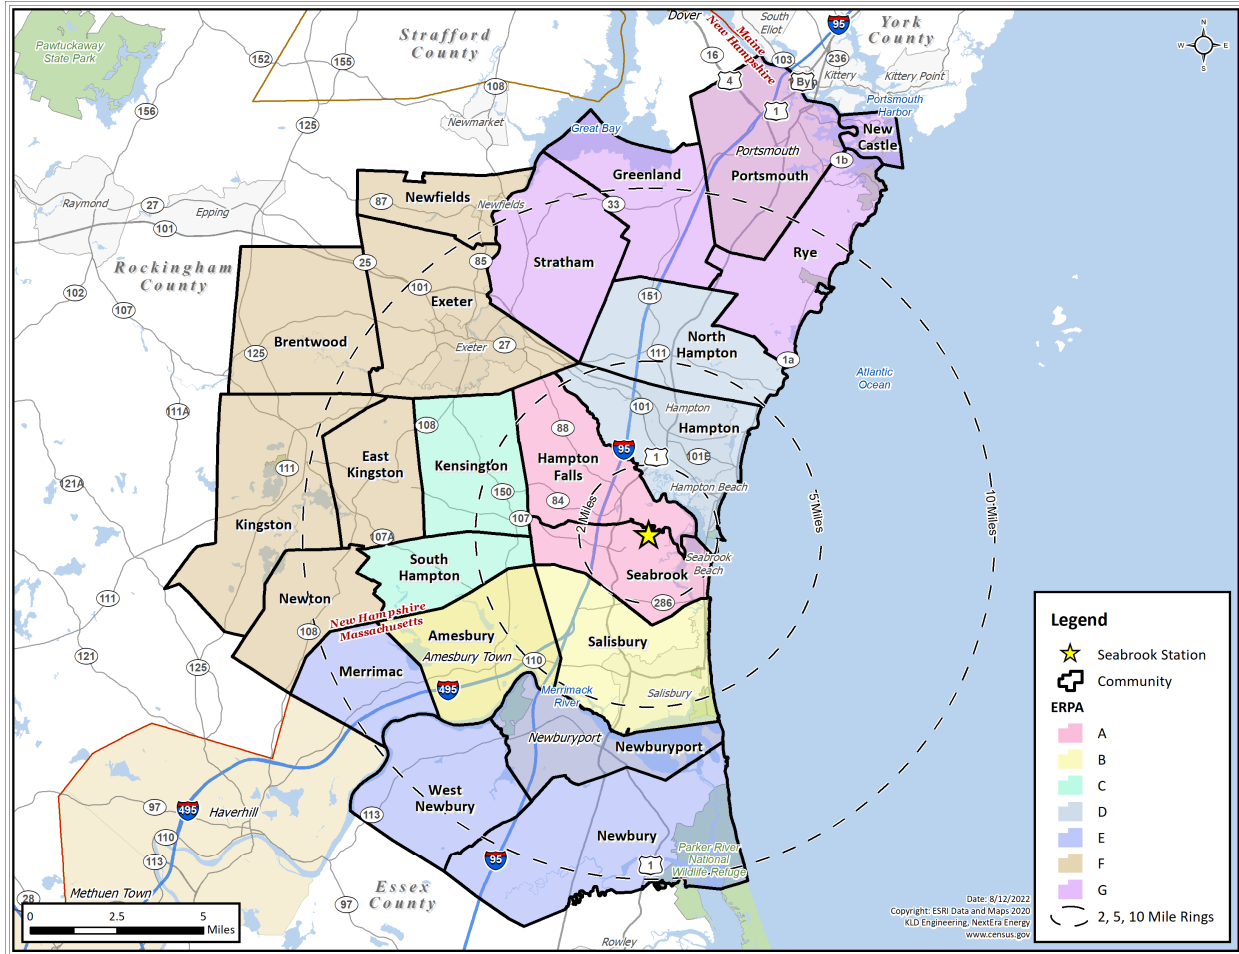 Dover
South
Eliot
95
York
County
N
W
E
S
Pawtuckaway
State Park
Strafford
County
152
155
16
Maine
New Hampshire
103
236
4
Byp
Kittery
Kittery Point
108
156
125
Newmarket
1
Portsmouth
Harbor
Great Bay
New
Castle
Portsmouth
1b
Portsmouth
Greenland
Newfields
87
33
Newfields
Raymond
27
Epping
101
Rye
Rockingham
County
25
85
Stratham
101
Exeter
102
107
151
Brentwood
125
Exeter
27
111
North
Hampton
1a
Atlantic
Ocean
111A
101
Hampton
88
108
Hampton
95
1
101E
East
Kingston
Kensington
Hampton
Falls
111
121A
150
84
Hampton Beach
2 Miles
5 Miles
10 Miles
Kingston
107
107A
South
Hampton
Seabrook
Beach
Seabrook
111
Newton
286
New Hampshire
Massachusetts
108
Amesbury
Salisbury
121
125
Merrimac
Amesbury Town
110
495
Merrimack
River
Salisbury
Newburyport
Newburyport
West
Newbury
97
495
Haverhill
113
110
113
Newbury
95
1
Parker River
National
Wildlife Refuge
Methuen Town
28
Essex
County
97
Rowley
0
2.5
5
Miles
Legend
Seabrook Station
Community
ERPA
A
B
C
D
E
F
G
2, 5, 10 Mile Rings
Date: 8/12/2022
Copyright: ESRI Data and Maps 2020
KLD Engineering, NextEra Energy
www.census.gov